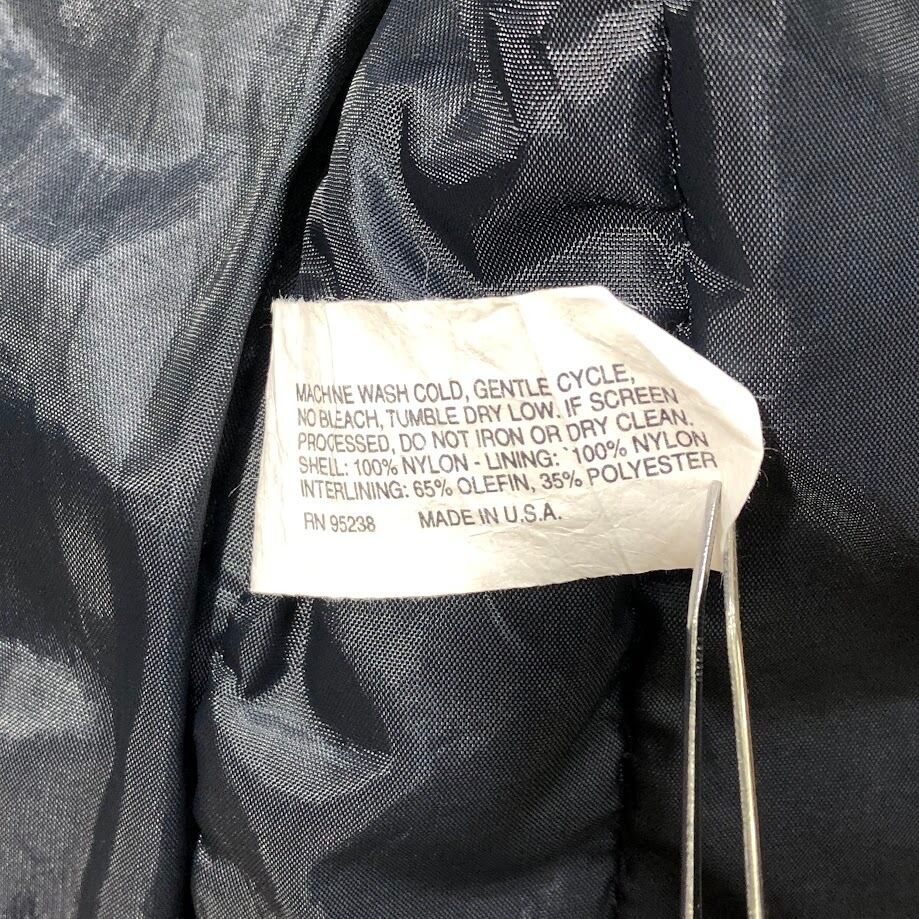 MACHNE WASH COLD, GENTLE CYCLE,
NO BLEACH, TUMBLE DRY LOW. IF SCREEN
PROCESSED, DO NOT IRON OR DRY CLEAN.
SHELL: 100% NYLON - LINING: 100% NYLON
INTERLINING: 65% OLEFIN, 35% POLYESTER
RN 95238 MADE IN U.S.A.